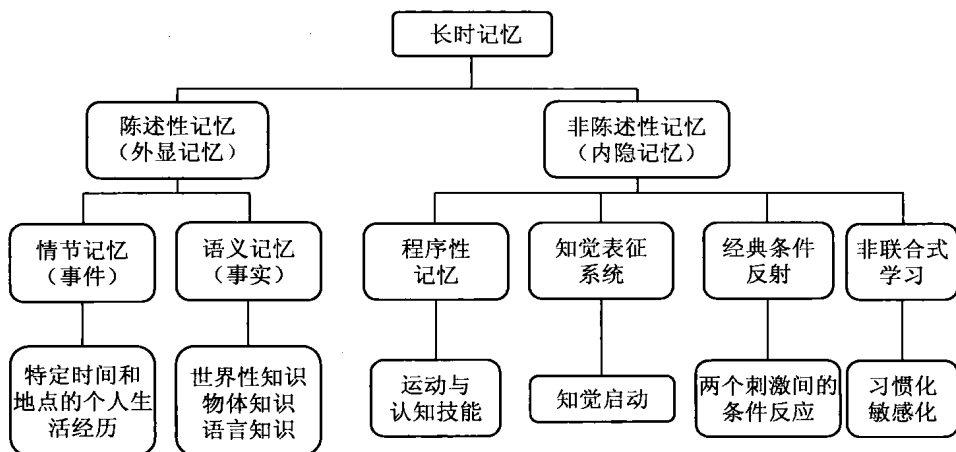 长时记忆
陈述性记忆
（外显记忆）
非陈述性记忆
（内隐记忆）
情节记忆
（事件）
语义记忆
（事实）
程序性
记忆
知觉表征
系统
经典条件
反射
非联合式
学习
特定时间和
地点的个人生
活经历
世界性知识
物体知识
语言知识
运动与
认知技能
知觉启动
两个刺激间的
条件反应
习惯化
敏感化